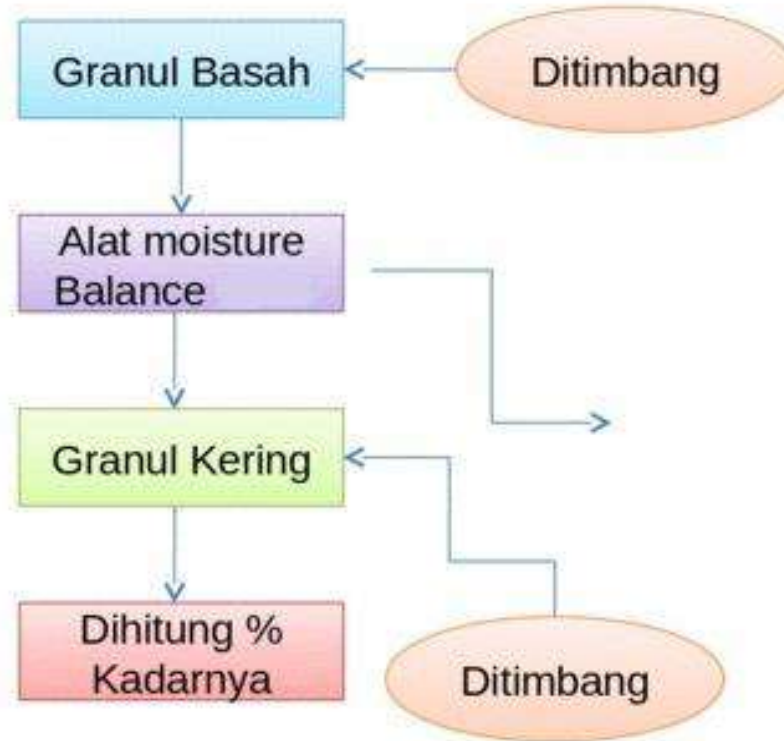 Granul Basah
Ditimbang
Alat moisture
Balance
Granul Kering
Dihitung %
Kadarnya
Ditimbang